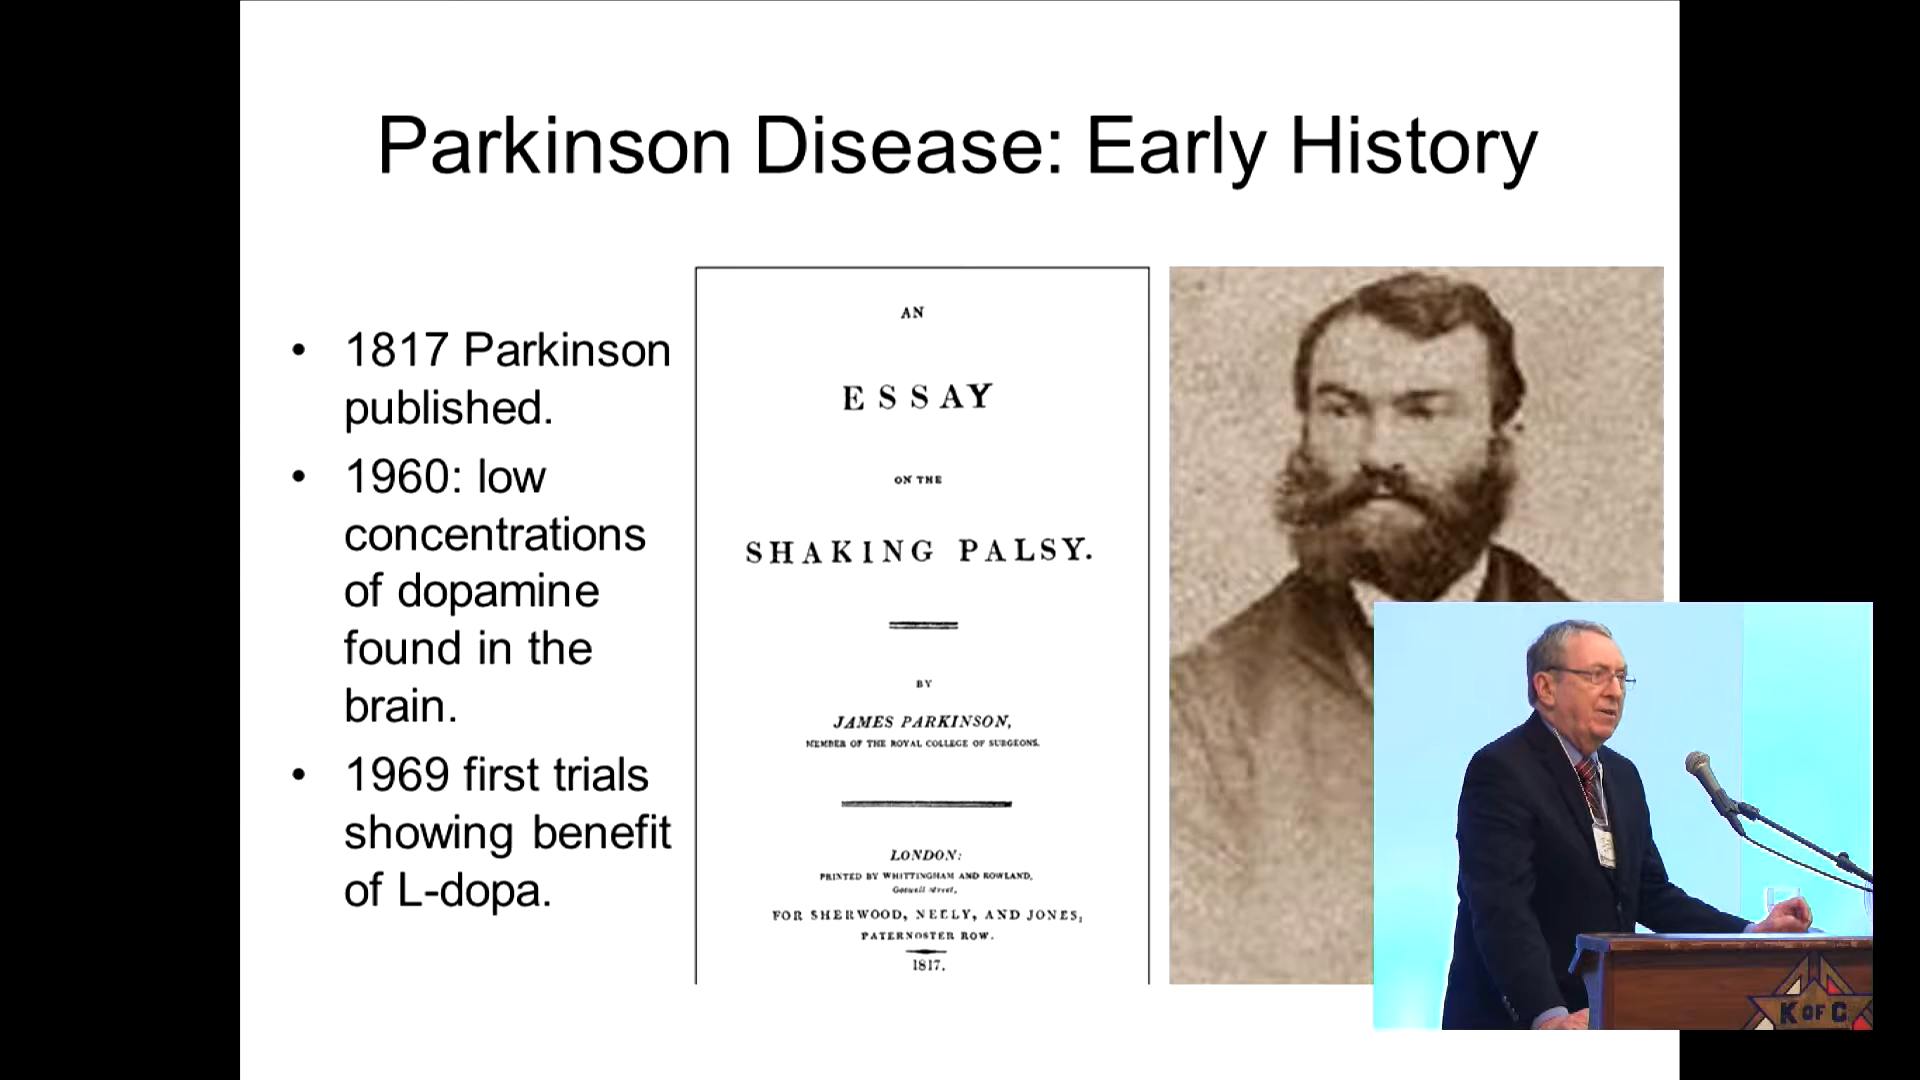 Parkinson Disease: Early History
• 1817 Parkinson
published.
• 1960: low
concentrations
of dopamine
found in the
brain.
• 1969 first trials
showing benefit
of L-dopa.
AN
ESSAY
ON THE
SHAKING PALSY.
BY
JAMES PARKINSON,
MEMBER OF THE ROYAL COLLEGE OF SURGEONS.
LONDON:
PRINTED BY WHITTINGHAM AND ROWLAND,
Goswell Street,
FOR SHERWOOD, NEELY, AND JONES,
PATERNOSTER ROW.
1817.
K OF C